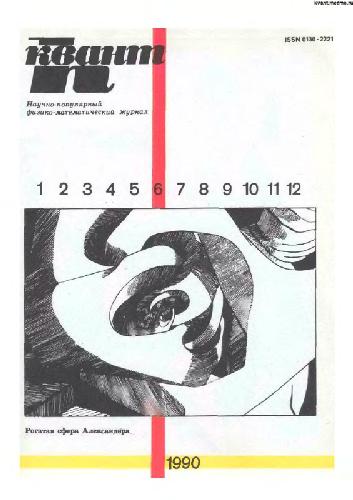 kvant.mccme.ru
ISSN 0130-2221
квант
Научно-популярный
физико-математический журнал
1 2 3 4 5 6 7 8 9 10 11 12
Рогатая сфера Александера
1990